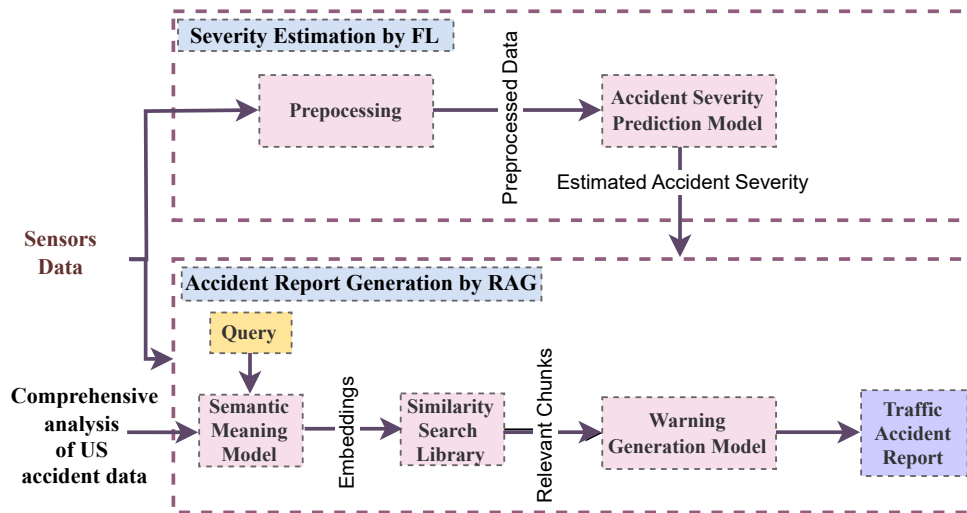 Severity Estimation by FL
Prepocessing
Preprocessed Data
Accident Severity
Prediction Model
Estimated Accident Severity
Sensors
Data
Accident Report Generation by RAG
Query
Comprehensive
analysis
of US
accident data
Semantic
Meaning
Model
Embeddings
Similarity
Search
Library
Relevant Chunks
Warning
Generation Model
Traffic
Accident
Report